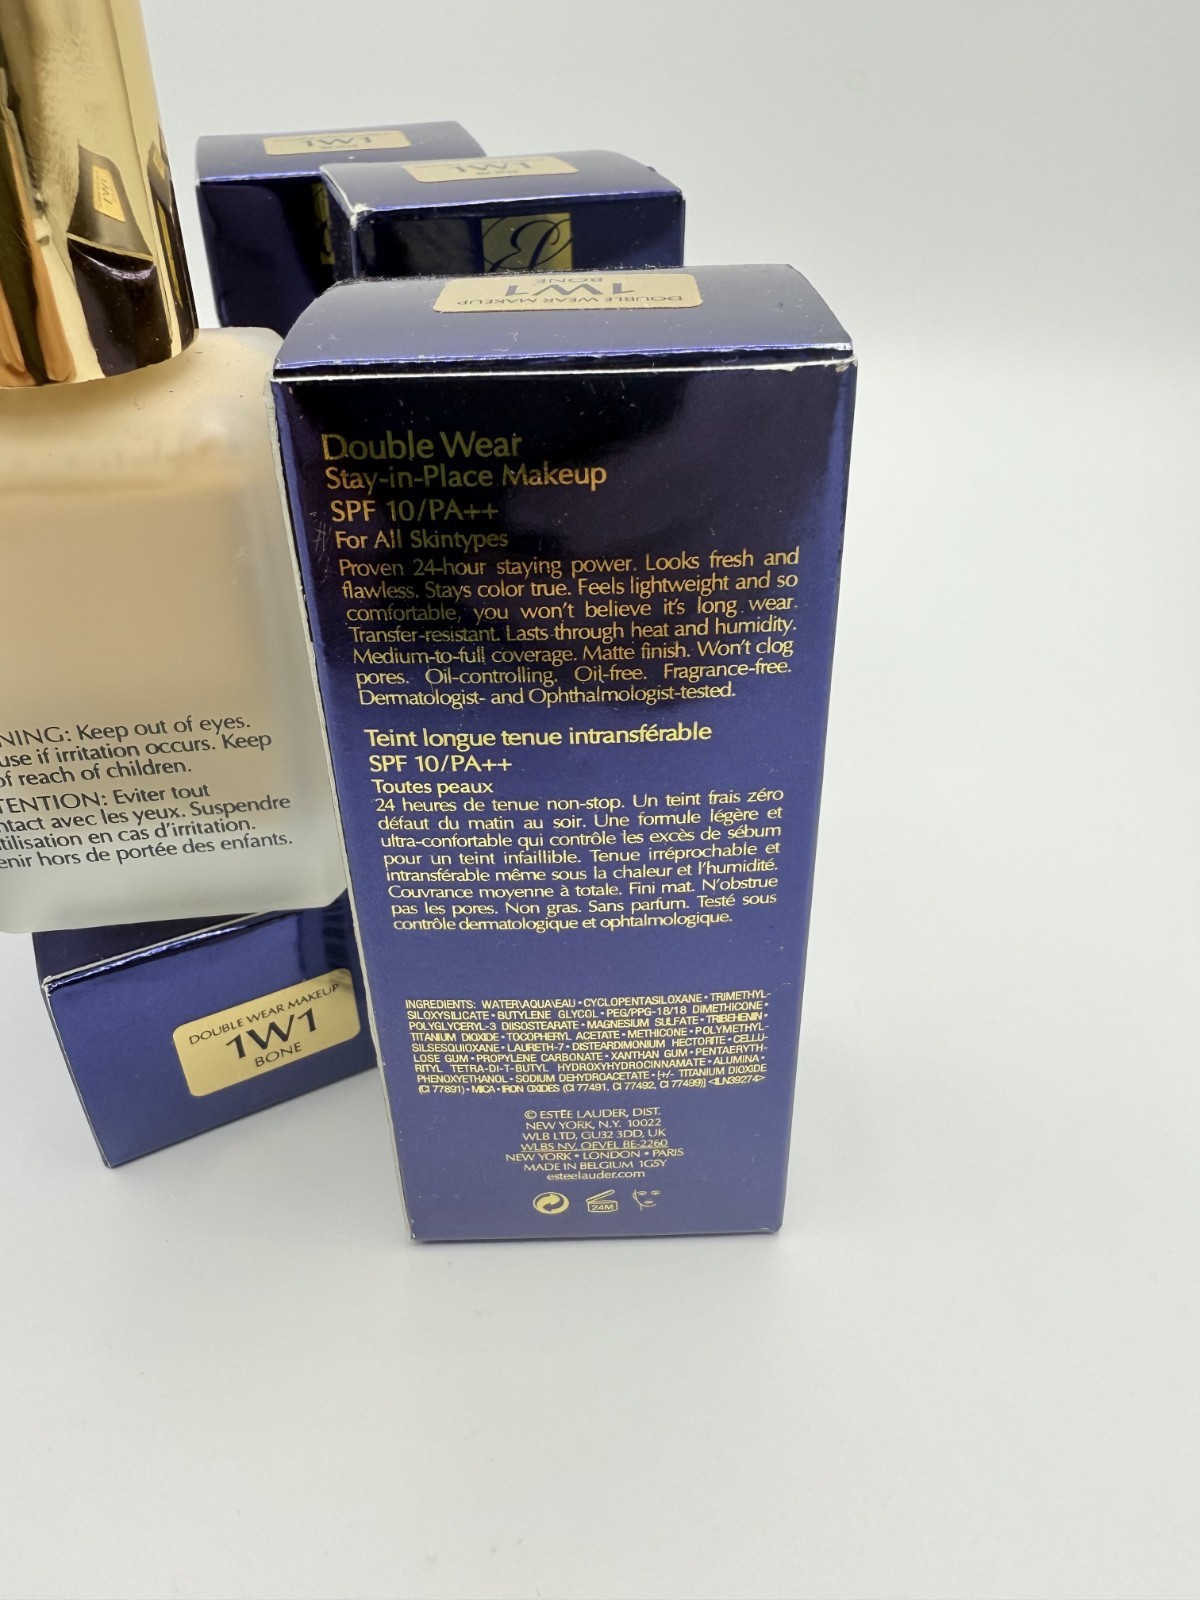 1W1
BONE
1W1
BONE
DOUBLE WEAR MAKEUP
1W1
BONE
Double Wear
Stay-in-Place Makeup
SPF 10/PA++
For All Skintypes
Proven 24-hour staying power. Looks fresh and
flawless. Stays color true. Feels lightweight and so
comfortable, you won't believe it's long wear.
Transfer-resistant. Lasts through heat and humidity.
Medium-to-full coverage. Matte finish. Won't clog
pores. Oil-controlling. Oil-free. Fragrance-free.
Dermatologist- and Ophthalmologist-tested.
Teint longue tenue intransférable
SPF 10/PA++
Toutes peaux
24 heures de tenue non-stop. Un teint frais zéro
défaut du matin au soir. Une formule légère et
ultra-confortable qui contrôle les excès de sébum
pour un teint infaillible. Tenue irréprochable et
intransférable même sous la chaleur et l'humidité.
Couvrance moyenne à totale. Fini mat. N'obstrue
pas les pores. Non gras. Sans parfum. Testé sous
contrôle dermatologique et ophtalmologique.
INGREDIENTS: WATER\AQUA\EAU • CYCLOPENTASILOXANE • TRIMETHYL-
SILOXYSILICATE • BUTYLENE GLYCOL • PEG/PPG-18/18 DIMETHICONE •
POLYGLYCERYL-3 DIISOSTEARATE • MAGNESIUM SULFATE • TRIBEHENIN •
TITANIUM DIOXIDE • TOCOPHERYL ACETATE • METHICONE • POLYMETHYL-
SILSESQUIOXANE • LAURETH-7 • DISTEARDIMONIUM HECTORITE • CELLU-
LOSE GUM • PROPYLENE CARBONATE • XANTHAN GUM • PENTAERYTH-
RITYL TETRA-DI-T-BUTYL HYDROXYHYDROCINNAMATE • ALUMINA •
PHENOXYETHANOL • SODIUM DEHYDROACETATE • [+/- TITANIUM DIOXIDE
(CI 77891) • MICA • IRON OXIDES (CI 77491, CI 77492, CI 77499)] <ILN39274>
© ESTÉE LAUDER, DIST.
NEW YORK, N.Y. 10022
WLB LTD, GU32 3DD, UK
WLBS NV, OEVEL BE-2260
NEW YORK • LONDON • PARIS
MADE IN BELGIUM 1G5Y
esteelauder.com
24M
NING: Keep out of eyes.
use if irritation occurs. Keep
of reach of children.
TENTION: Eviter tout
ntact avec les yeux. Suspendre
tilisation en cas d'irritation.
enir hors de portée des enfants.
DOUBLE WEAR MAKEUP
1W1
BONE